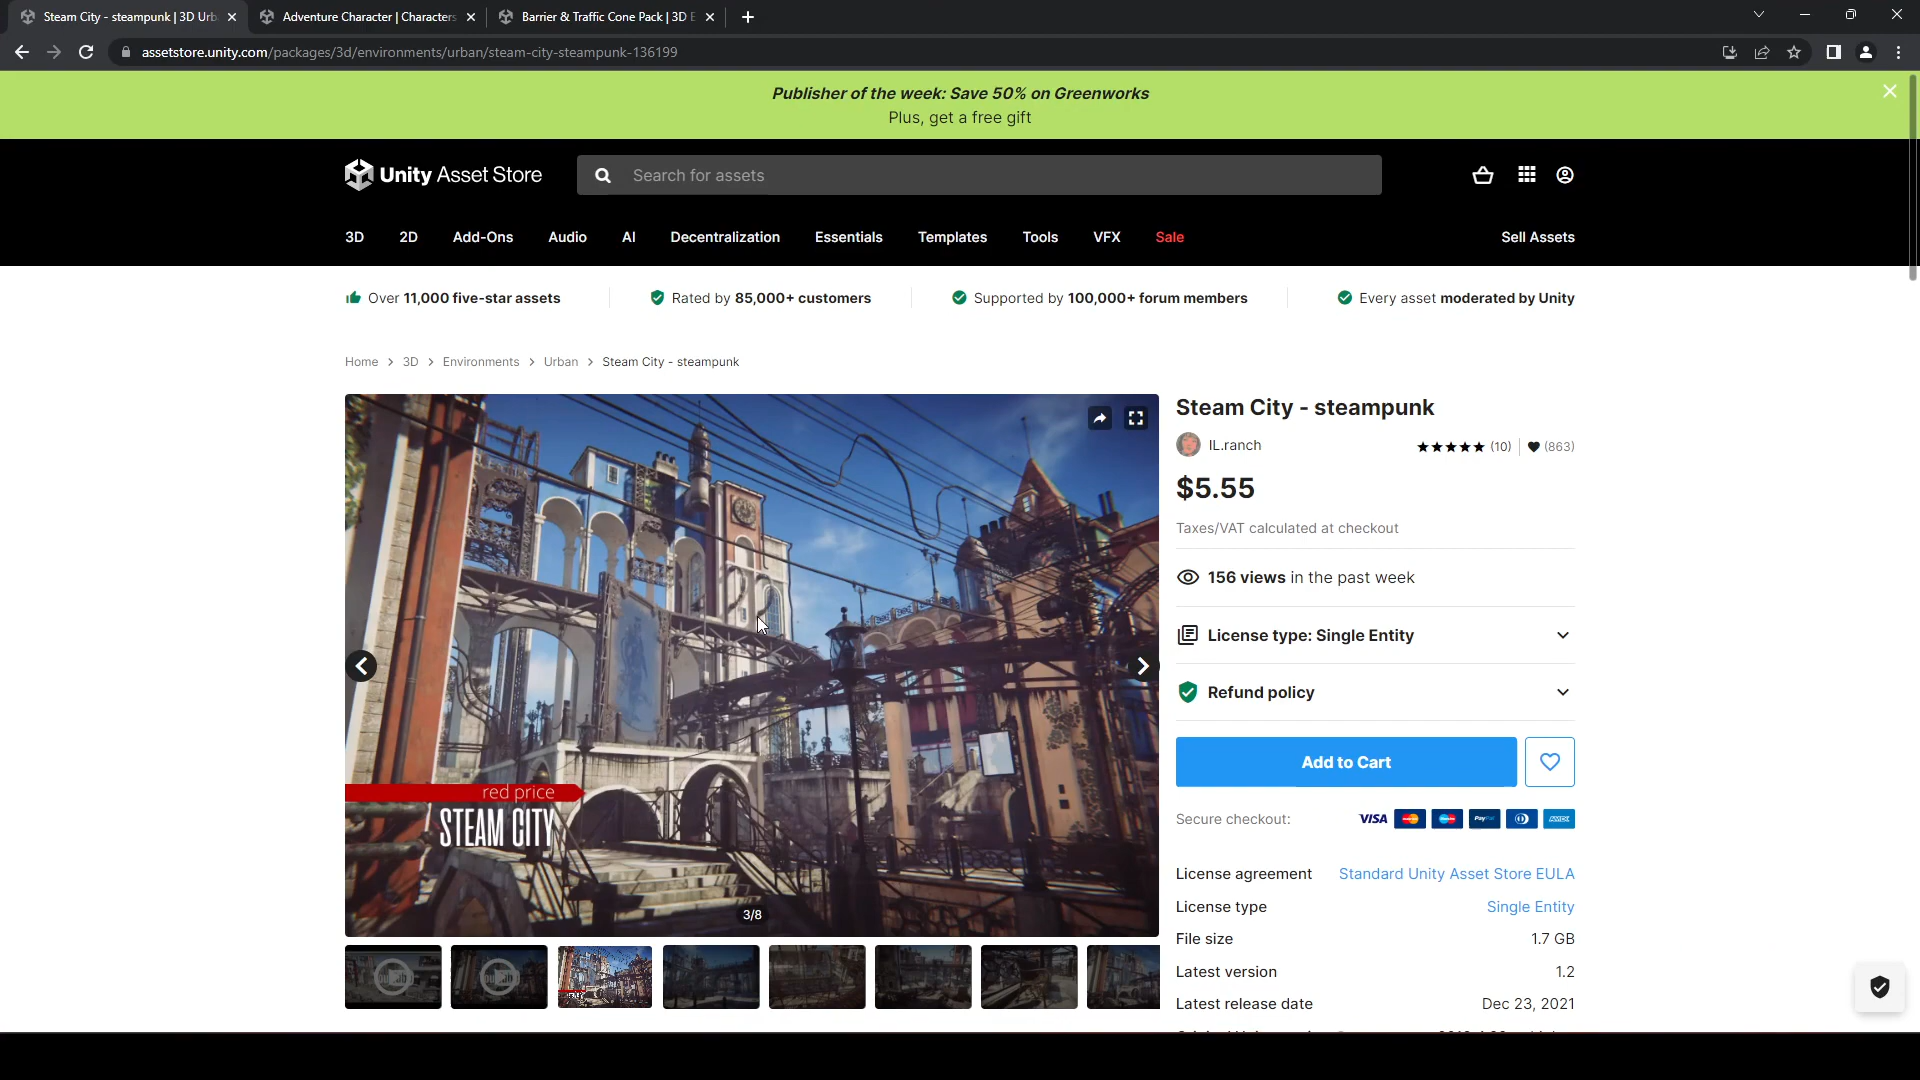 Steam City - steampunk | 3D Urb
Adventure Character | Characters
Barrier & Traffic Cone Pack | 3D E
assetstore.unity.com/packages/3d/environments/urban/steam-city-steampunk-136199
Publisher of the week: Save 50% on Greenworks
Plus, get a free gift
Unity Asset Store
Search for assets
3D 2D Add-Ons Audio AI Decentralization Essentials Templates Tools VFX Sale Sell Assets
Over 11,000 five-star assets
Rated by 85,000+ customers
Supported by 100,000+ forum members
Every asset moderated by Unity
Home > 3D > Environments > Urban > Steam City - steampunk
red price
STEAM CITY
3/8
Steam City - steampunk
IL.ranch
(10) (863)
$5.55
Taxes/VAT calculated at checkout
156 views in the past week
License type: Single Entity
Refund policy
Add to Cart
Secure checkout: VISA PayPal AMEX
License agreement Standard Unity Asset Store EULA
License type Single Entity
File size 1.7 GB
Latest version 1.2
Latest release date Dec 23, 2021